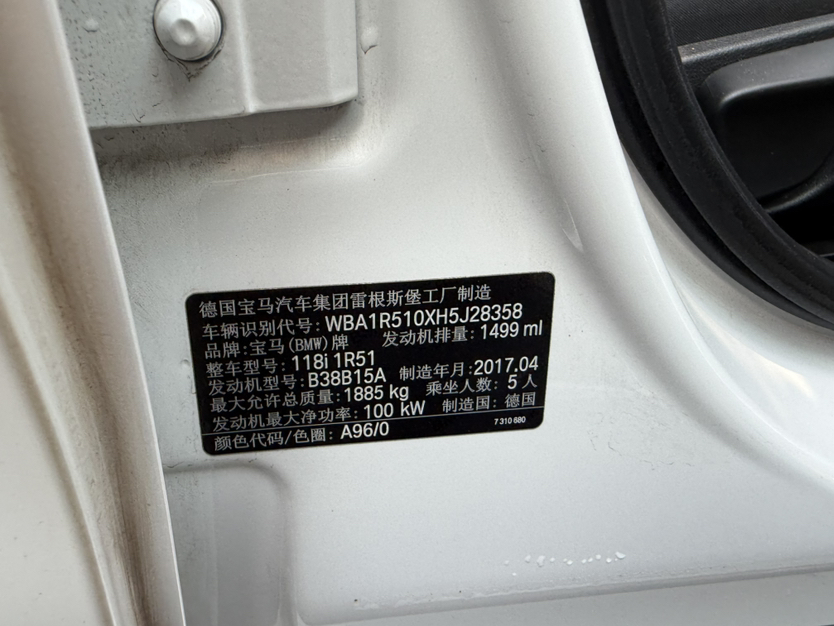 德国宝马汽车集团雷根斯堡工厂制造
车辆识别代号: WBA1R510XH5J28358
品牌:宝马(BMW)牌 发动机排量: 1499 ml
整车型号: 118i 1R51
发动机型号: B38B15A 制造年月: 2017.04
最大允许总质量: 1885 kg 乘坐人数: 5 人
发动机最大净功率: 100 kW 制造国: 德国
颜色代码/色圈: A96/0 7 310 680